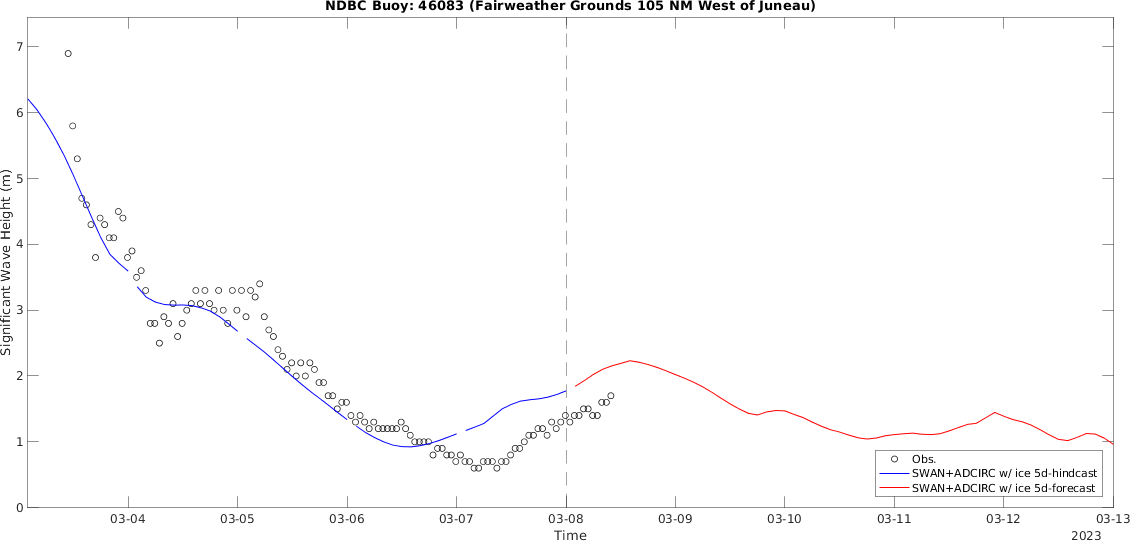 NDBC Buoy: 46083 (Fairweather Grounds 105 NM West of Juneau)
Significant Wave Height (m)
7
6
5
4
3
2
1
0
03-04 03-05 03-06 03-07 03-08 03-09 03-10 03-11 03-12 03-13
Time
2023
Obs.
SWAN+ADCIRC w/ ice 5d-hindcast
SWAN+ADCIRC w/ ice 5d-forecast